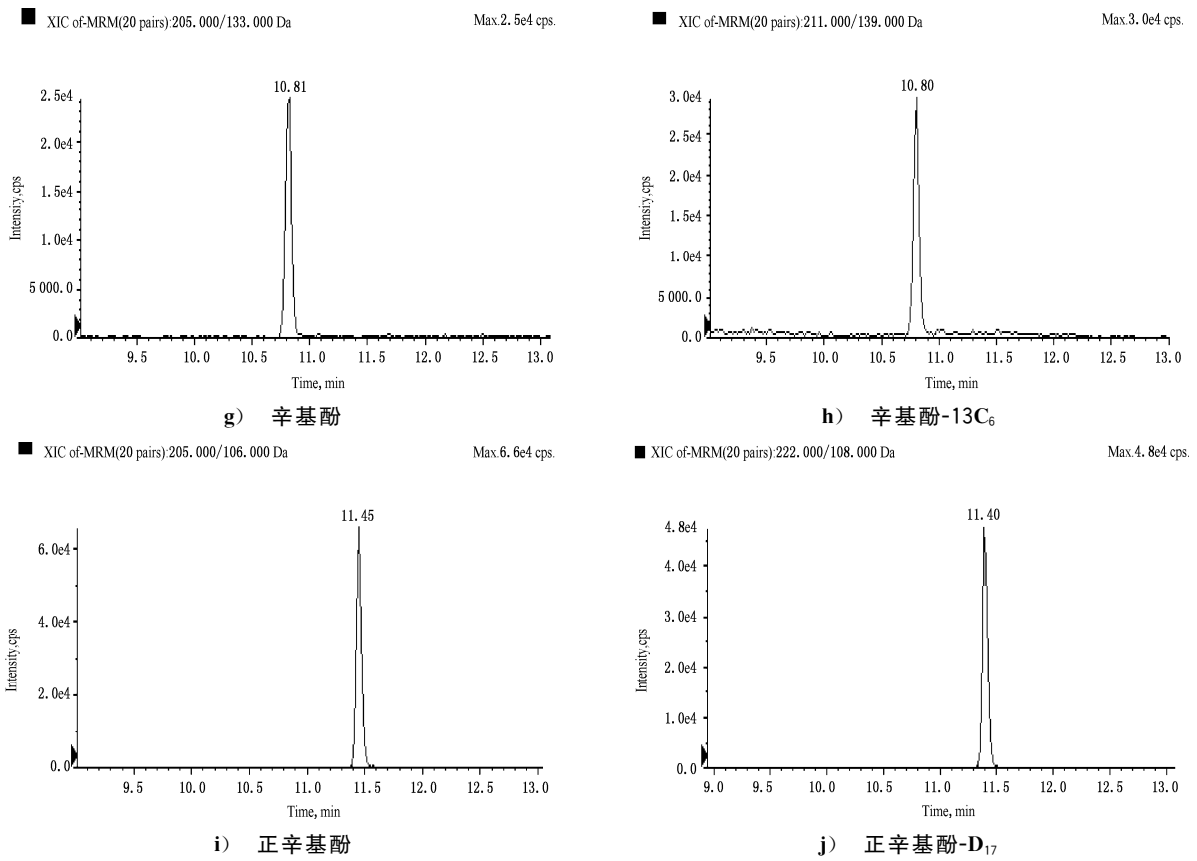 XIC of-MRM(20 pairs):205.000/133.000 Da Max.2.5e4 cps.
10.81
2.5e4
2.0e4
1.5e4
1.0e4
5 000.0
0.0
Intensity,cps
9.5 10.0 10.5 11.0 11.5 12.0 12.5 13.0
Time, min
g) 辛基酚
XIC of-MRM(20 pairs):211.000/139.000 Da Max.3.0e4 cps.
10.80
3.0e4
2.5e4
2.0e4
1.5e4
1.0e4
5 000.0
0.0
Intensity,cps
9.5 10.0 10.5 11.0 11.5 12.0 12.5 13.0
Time, min
h) 辛基酚-13C₆
XIC of-MRM(20 pairs):205.000/106.000 Da Max.6.6e4 cps.
11.45
6.0e4
4.0e4
2.0e4
0.0
Intensity,cps
9.5 10.0 11.0 11.5 12.0 12.5 13.0
Time, min
i) 正辛基酚
XIC of-MRM(20 pairs):222.000/108.000 Da Max.4.8e4 cps.
11.40
4.8e4
4.0e4
3.0e4
2.0e4
1.0e4
0.0
Intensity,cps
9.0 9.5 10.0 10.5 11.0 11.5 12.0 12.5 13.0
Time, min
j) 正辛基酚-D₁₇